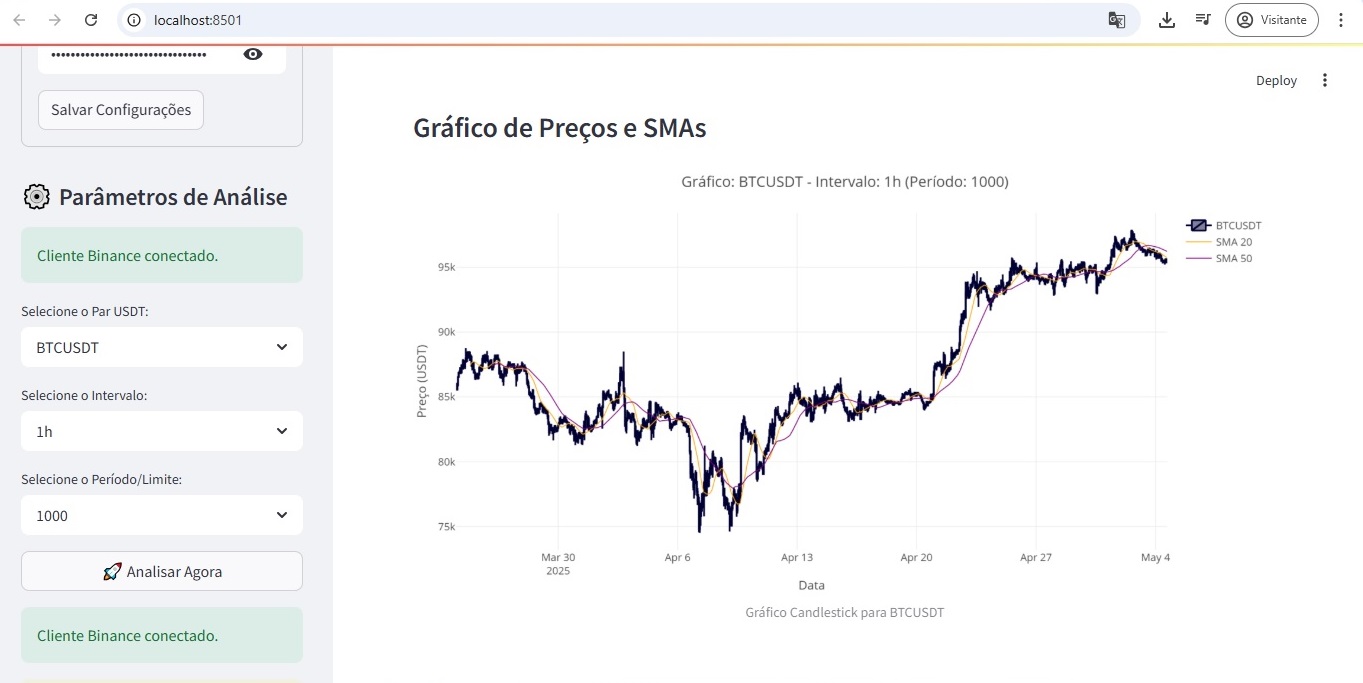 localhost:8501
Visitante
••••••••••••••••••••••••••••••••
Salvar Configurações
Parâmetros de Análise
Cliente Binance conectado.
Selecione o Par USDT:
BTCUSDT
Selecione o Intervalo:
1h
Selecione o Período/Limite:
1000
Analisar Agora
Cliente Binance conectado.
Deploy
Gráfico de Preços e SMAs
Gráfico: BTCUSDT - Intervalo: 1h (Período: 1000)
BTCUSDT
SMA 20
SMA 50
Preço (USDT)
95k
90k
85k
80k
75k
Mar 30
2025
Apr 6
Apr 13
Apr 20
Apr 27
May 4
Data
Gráfico Candlestick para BTCUSDT